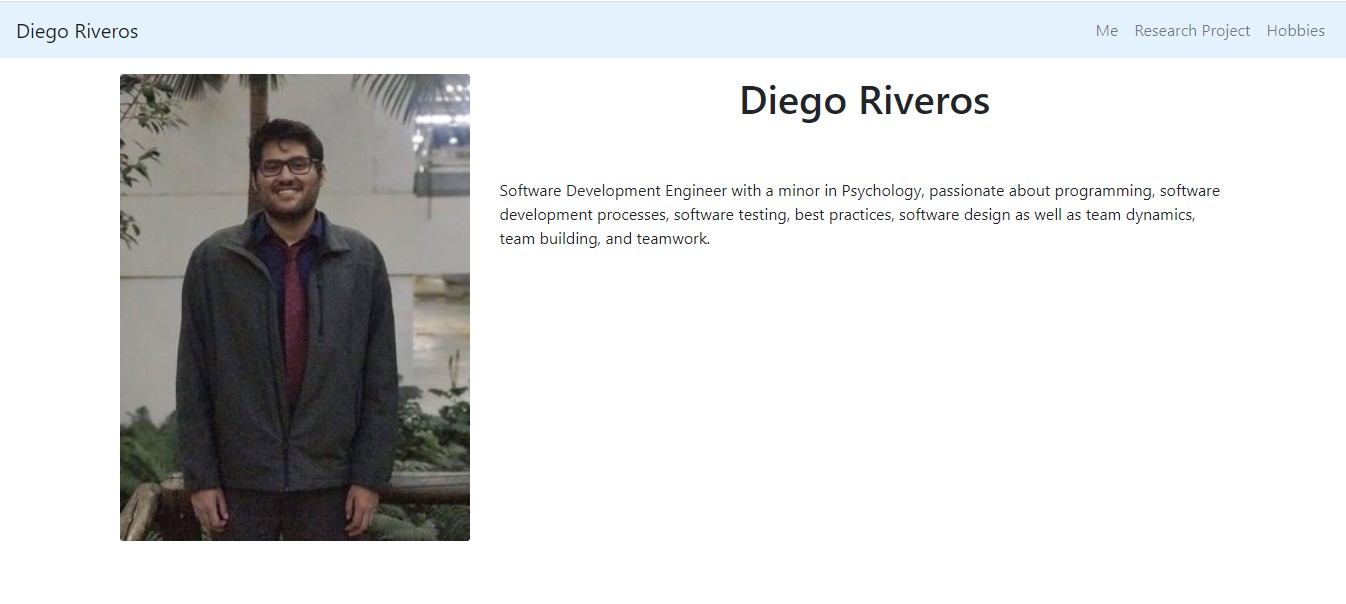 Diego Riveros
Me Research Project Hobbies
Diego Riveros
Software Development Engineer with a minor in Psychology, passionate about programming, software
development processes, software testing, best practices, software design as well as team dynamics,
team building, and teamwork.